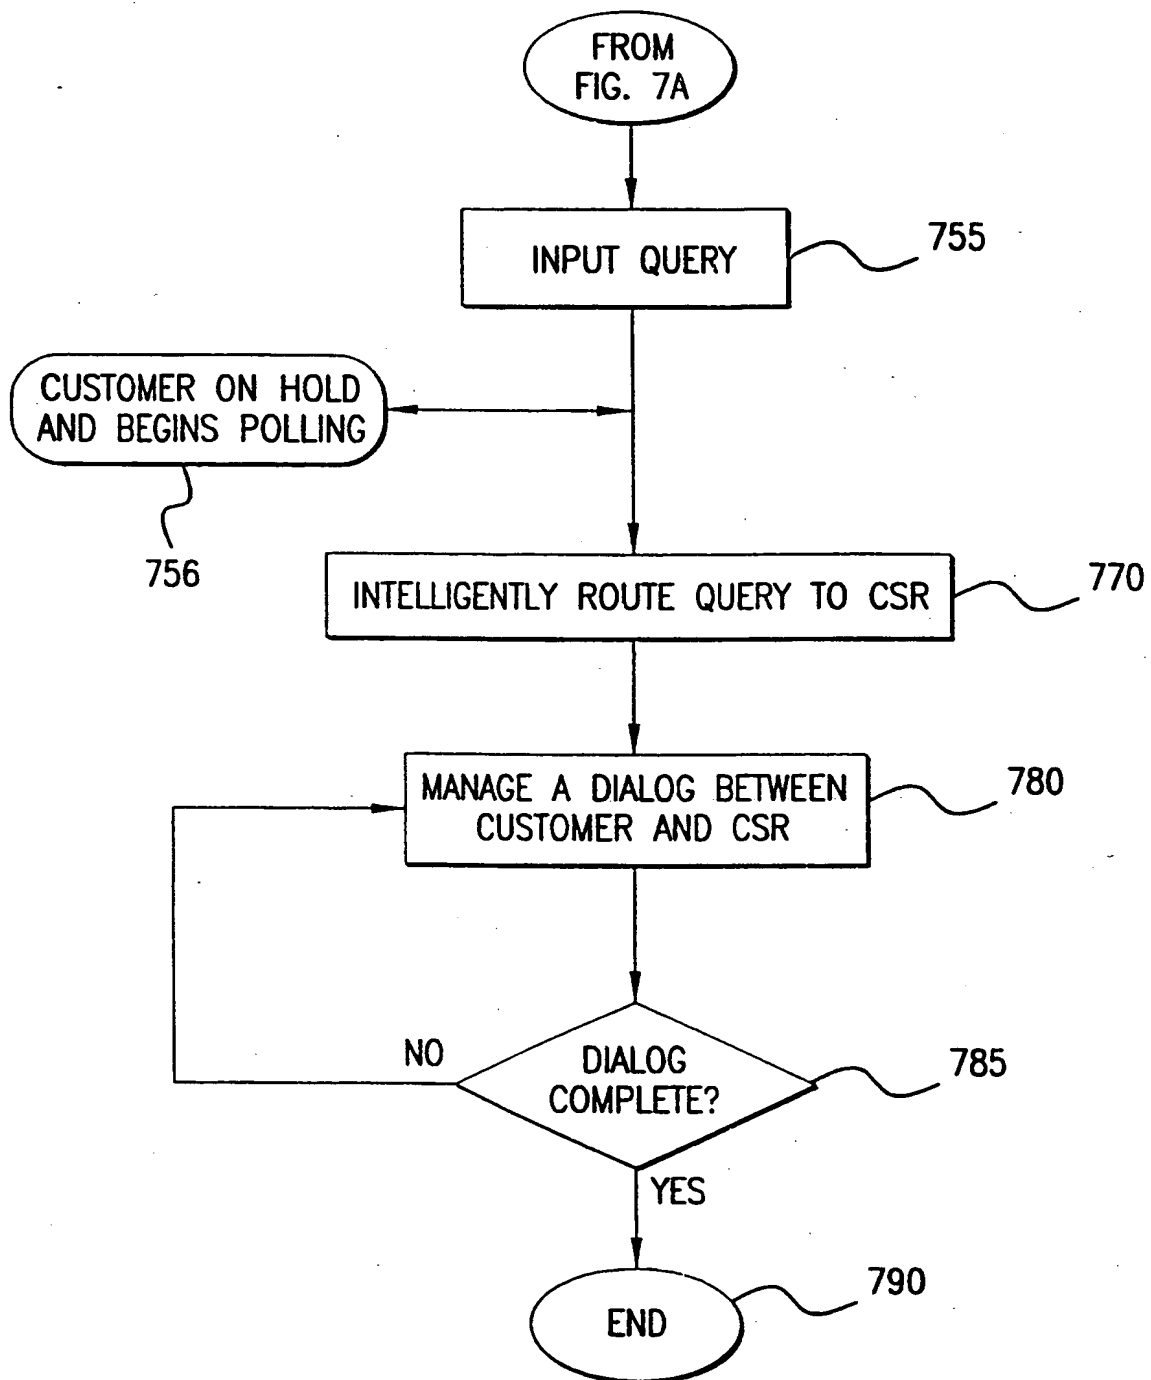 FROM
FIG. 7A
INPUT QUERY
755
CUSTOMER ON HOLD
AND BEGINS POLLING
756
INTELLIGENTLY ROUTE QUERY TO CSR
770
MANAGE A DIALOG BETWEEN
CUSTOMER AND CSR
780
NO
DIALOG
COMPLETE?
785
YES
END
790